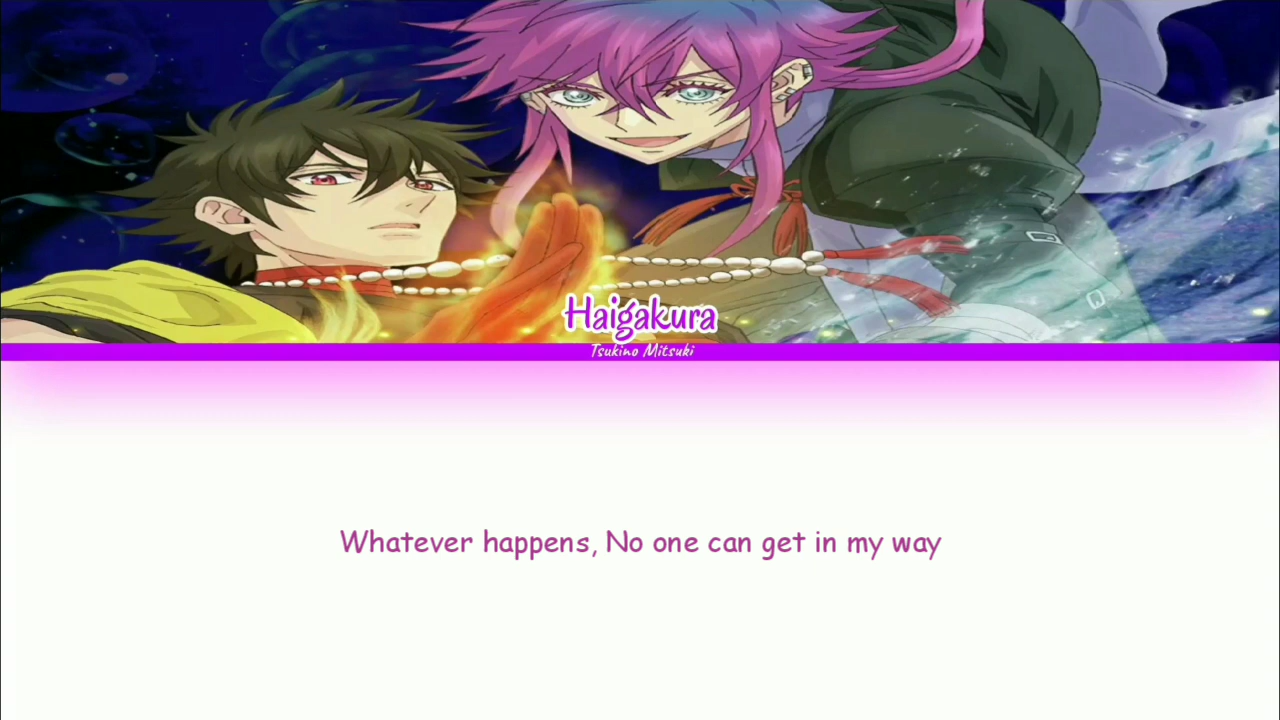 Haigakura
Tsukino Mitsuki
Whatever happens, No one can get in my way